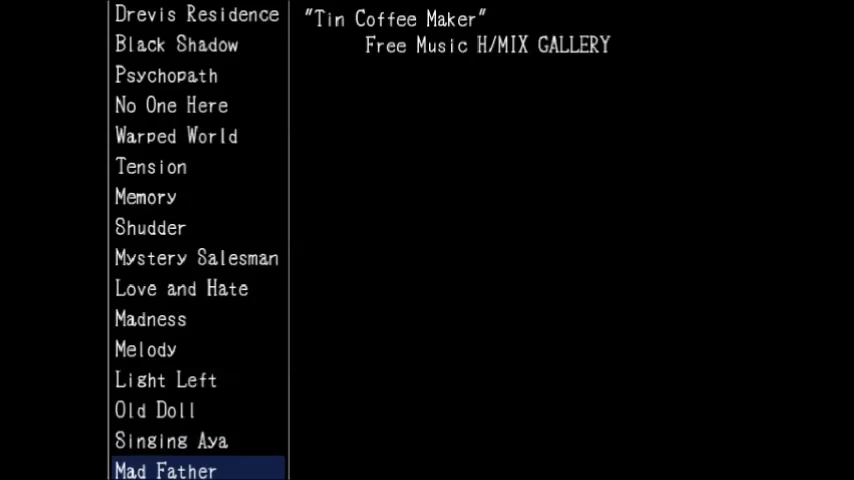 Drevis Residence
Black Shadow
Psychopath
No One Here
Warped World
Tension
Memory
Shudder
Mystery Salesman
Love and Hate
Madness
Melody
Light Left
Old Doll
Singing Aya
Mad Father
"Tin Coffee Maker"
Free Music H/MIX GALLERY